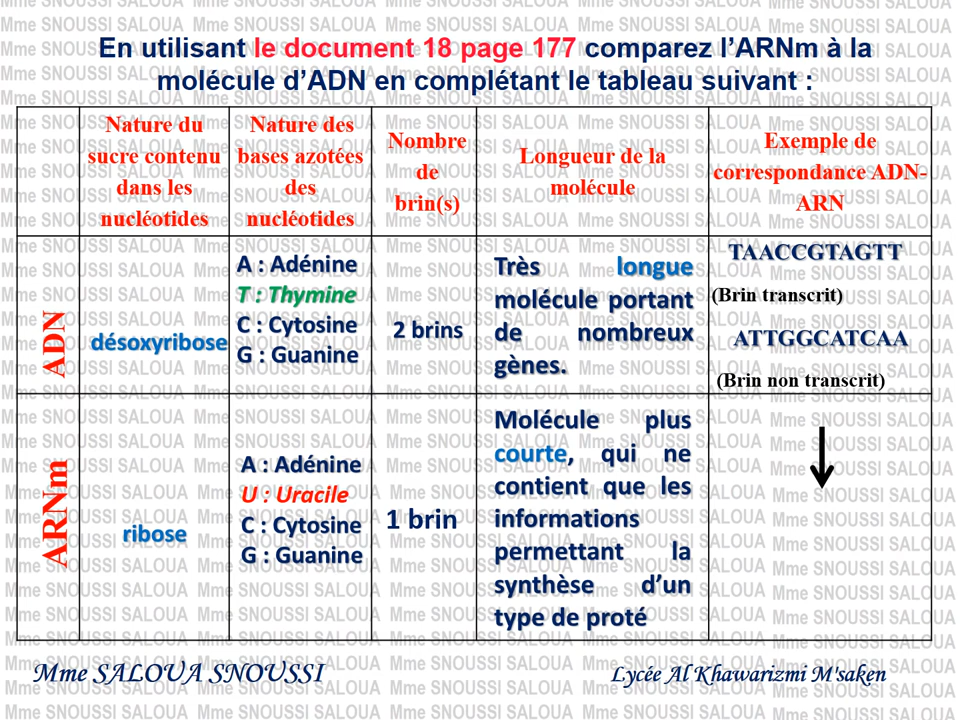 En utilisant le document 18 page 177 comparez l'ARNm à la
molécule d'ADN en complétant le tableau suivant :
Nature du
sucre contenu
dans les
nucléotides
Nature des
bases azotées
des
nucléotides
Nombre
de
brin(s)
Longueur de la
molécule
Exemple de
correspondance ADN-
ARN
ADN
désoxyribose
A : Adénine
T : Thymine
C : Cytosine
G : Guanine
2 brins
Très longue
molécule portant
de nombreux
gènes.
TAACCGTAGTT
(Brin transcrit)
ATTGGCATCAA
(Brin non transcrit)
ARNm
ribose
A : Adénine
U : Uracile
C : Cytosine
G : Guanine
1 brin
Molécule plus
courte, qui ne
contient que les
informations
permettant la
synthèse d'un
type de proté
Mme SALOUA SNOUSSI
Lycée Al Khawarizmi M'saken